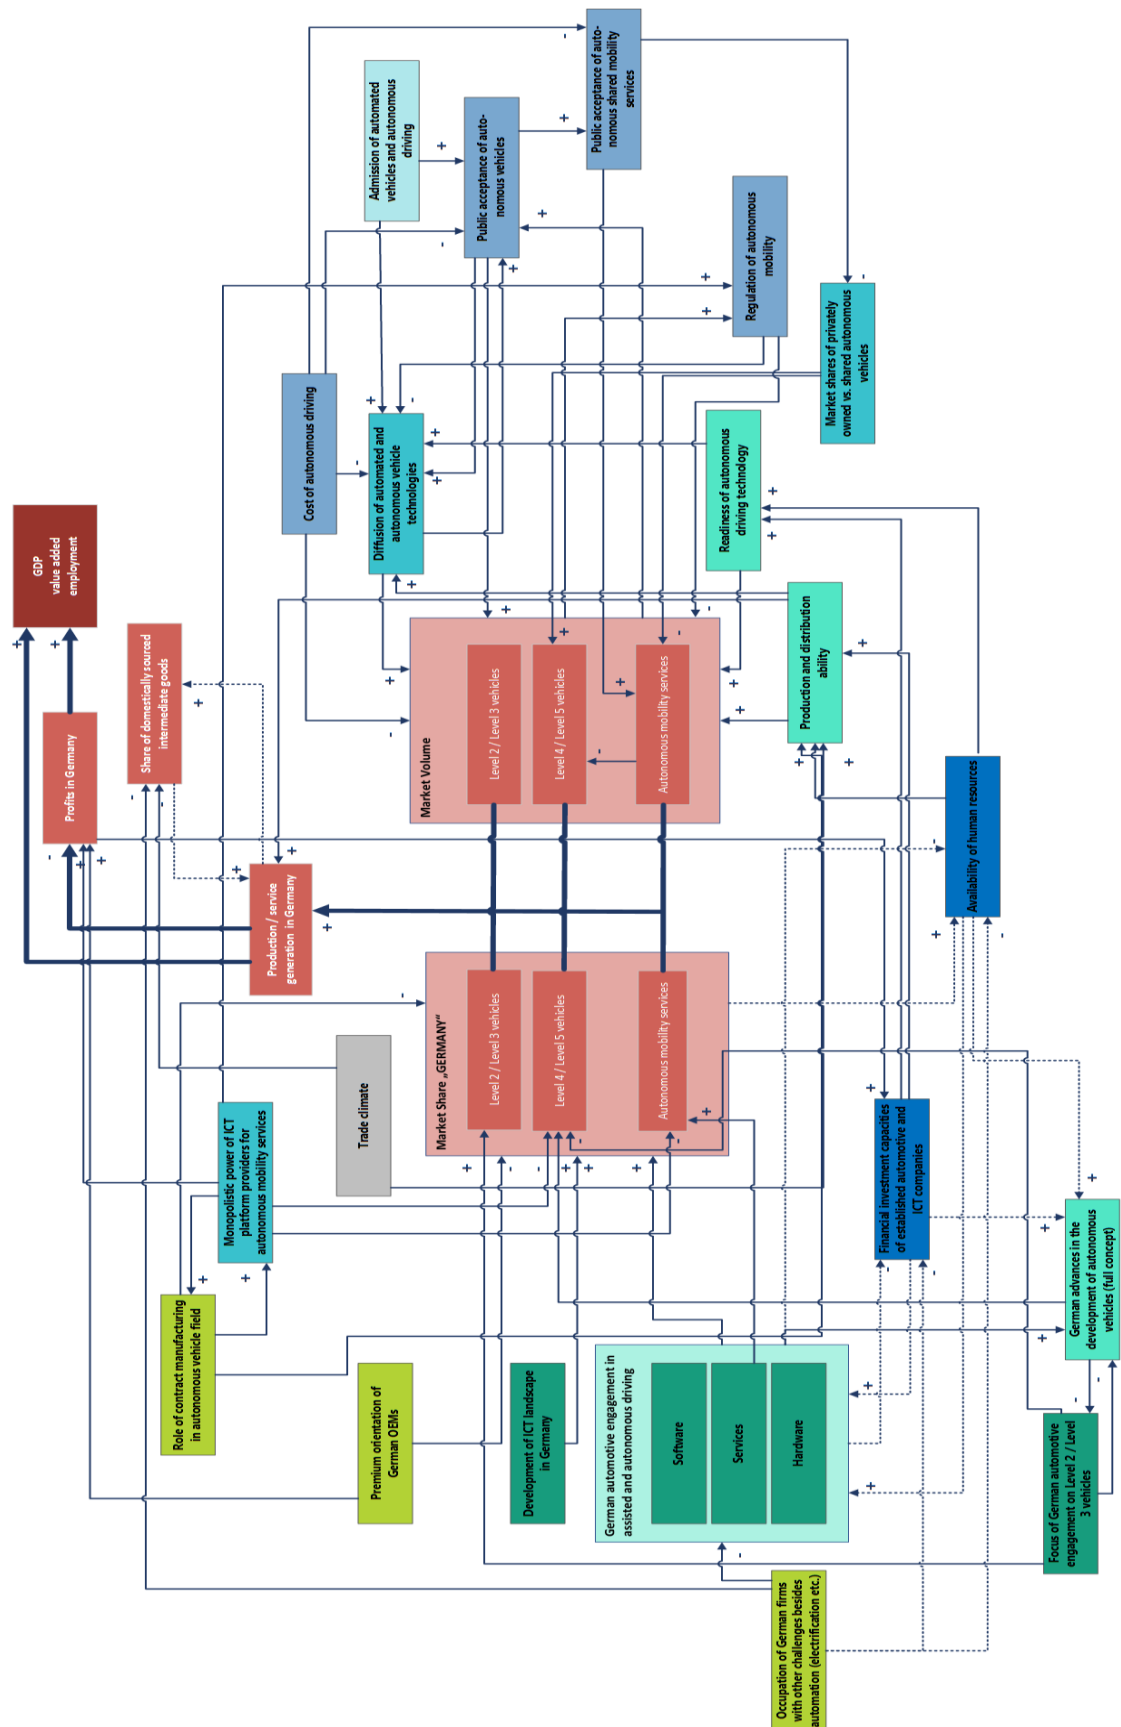 GDP
value added
employment
Profits in Germany
Share of domestically sourced
intermediate goods
Production / service
generation in Germany
Monopolistic power of ICT
platform providers for
autonomous mobility services
Role of contract manufacturing
in autonomous vehicle field
Premium orientation of
German OEMs
Trade climate
Cost of autonomous driving
Admission of automated
vehicles and autonomous
driving
Public acceptance of auto-
nomous vehicles
Public acceptance of auto-
nomous shared mobility
services
Diffusion of automated and
autonomous vehicle
technologies
Regulation of autonomous
mobility
Market shares of privately
owned vs. shared autonomous
vehicles
Readiness of autonomous
driving technology
Production and distribution
ability
Market Volume
Level 2 / Level 3 vehicles
Level 4 / Level 5 vehicles
Autonomous mobility services
Market Share „GERMANY“
Level 2 / Level 3 vehicles
Level 4 / Level 5 vehicles
Autonomous mobility services
Development of ICT landscape
in Germany
German automotive engagement in
assisted and autonomous driving
Software
Services
Hardware
Occupation of German firms
with other challenges besides
automation (electrification etc.)
Availability of human resources
Financial investment capacities
of established automotive and
ICT companies
German advances in the
development of autonomous
vehicles (full concept)
Focus of German automotive
engagement on Level 2 / Level
3 vehicles